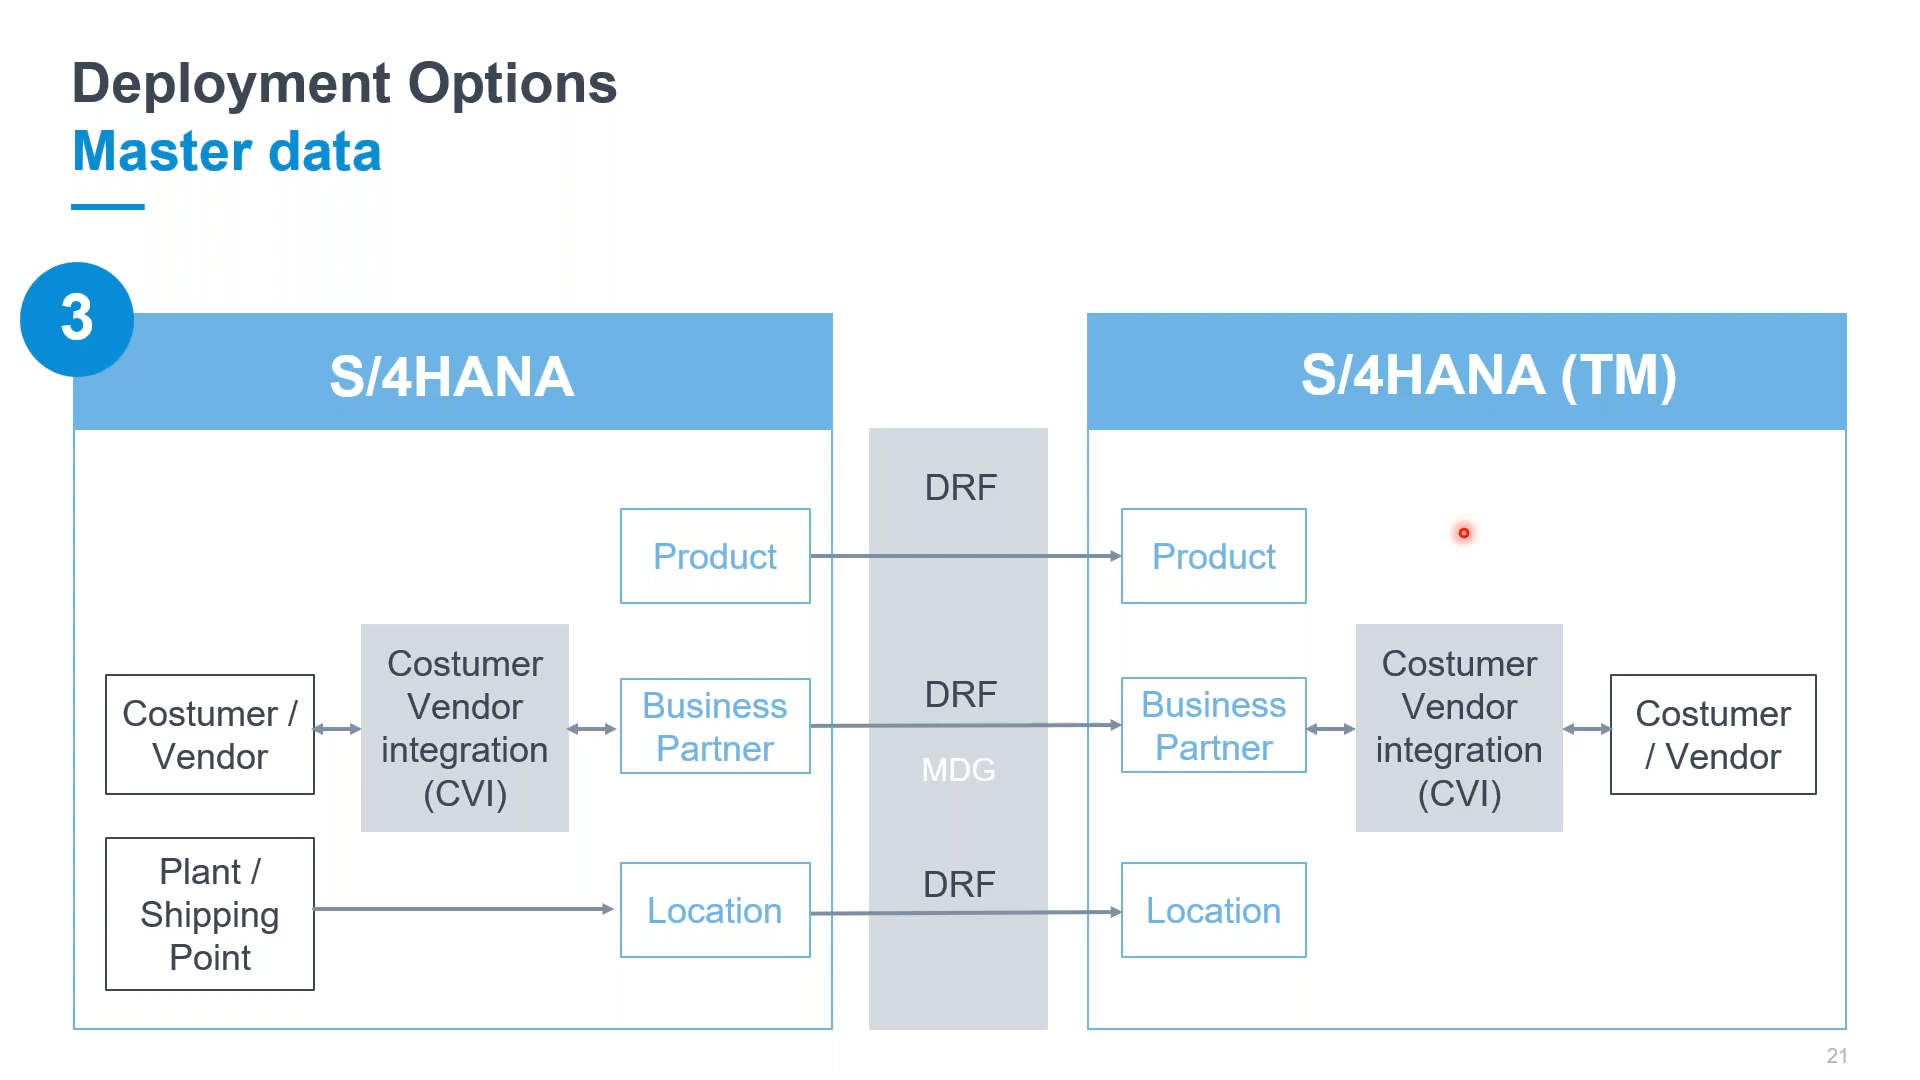 Deployment Options
Master data
3
S/4HANA
S/4HANA (TM)
DRF
Product
Product
Costumer /
Vendor
Costumer
Vendor
integration
(CVI)
Business
Partner
DRF
MDG
Business
Partner
Costumer
Vendor
integration
(CVI)
Costumer
/ Vendor
Plant /
Shipping
Point
Location
DRF
Location
21